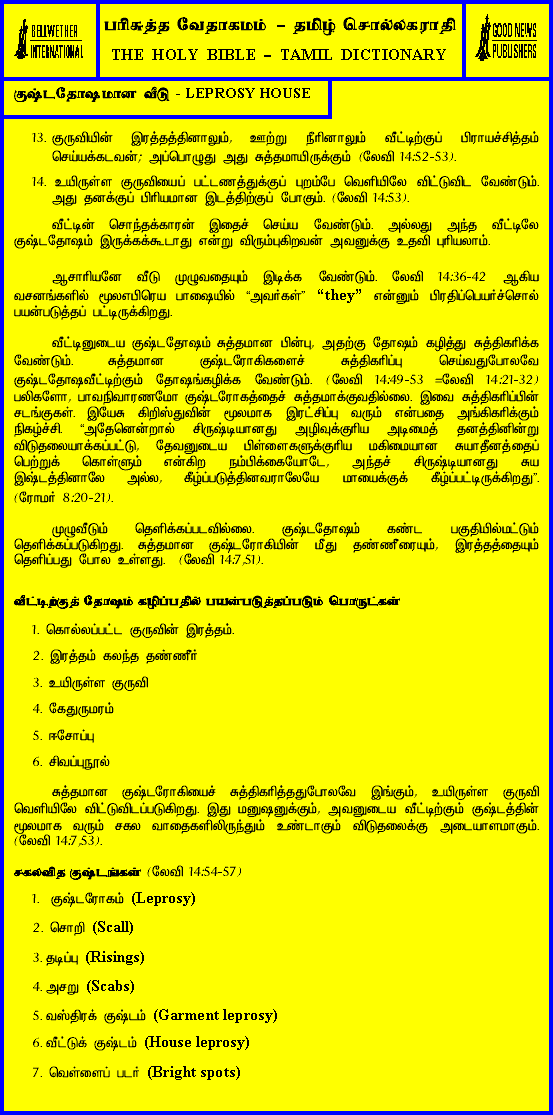 BELLWETHER
INTERNATIONAL
பரிசுத்த வேதாகமம் – தமிழ் சொல்லகராதி
THE HOLY BIBLE – TAMIL DICTIONARY
GOOD NEWS
PUBLISHERS
குஷ்டதோஷமான வீடு - LEPROSY HOUSE
13. குருவியின் இரத்தத்தினாலும், ஊற்று நீரினாலும் வீட்டிற்குப் பிராயச்சித்தம்
செய்யக்கடவன்; அப்பொழுது அது சுத்தமாயிருக்கும் (லேவி 14:52-53).
14. உயிருள்ள குருவியைப் பட்டணத்துக்குப் புறம்பே வெளியிலே விட்டுவிட வேண்டும்.
அது தனக்குப் பிரியமான இடத்திற்குப் போகும். (லேவி 14:53).
வீட்டின் சொந்தக்காரன் இதைச் செய்ய வேண்டும். அல்லது அந்த வீட்டிலே
குஷ்டதோஷம் இருக்கக்கூடாது என்று விரும்புகிறவன் அவனுக்கு உதவி புரியலாம்.
ஆசாரியனே வீடு முழுவதையும் இடிக்க வேண்டும். லேவி 14:36-42 ஆகிய
வசனங்களில் மூலஎபிரெய பாஷையில் “அவர்கள்” “they” என்னும் பிரதிப்பெயர்ச்சொல்
பயன்படுத்தப் பட்டிருக்கிறது.
வீட்டினுடைய குஷ்டதோஷம் சுத்தமான பின்பு, அதற்கு தோஷம் கழித்து சுத்திகரிக்க
வேண்டும். சுத்தமான குஷ்டரோகிகளைச் சுத்திகரிப்பு செய்வதுபோலவே
குஷ்டதோஷவீட்டிற்கும் தோஷங்கழிக்க வேண்டும். (லேவி 14:49-53 =லேவி 14:21-32)
பலிகளோ, பாவநிவாரணமோ குஷ்டரோகத்தைச் சுத்தமாக்குவதில்லை. இவை சுத்திகரிப்பின்
சடங்குகள். இயேசு கிறிஸ்துவின் மூலமாக இரட்சிப்பு வரும் என்பதை அங்கிகரிக்கும்
நிகழ்ச்சி. “அதேனென்றால் சிருஷ்டியானது அழிவுக்குரிய அடிமைத் தனத்தினின்று
விடுதலையாக்கப்பட்டு, தேவனுடைய பிள்ளைகளுக்குரிய மகிமையான சுயாதீனத்தைப்
பெற்றுக் கொள்ளும் என்கிற நம்பிக்கையோடே, அந்தச் சிருஷ்டியானது சுய
இஷ்டத்தினாலே அல்ல, கீழ்ப்படுத்தினவராலேயே மாயைக்குக் கீழ்ப்பட்டிருக்கிறது”.
(ரோமர் 8:20-21).
முழுவீடும் தெளிக்கப்படவில்லை. குஷ்டதோஷம் கண்ட பகுதியில்மட்டும்
தெளிக்கப்படுகிறது. சுத்தமான குஷ்டரோகியின் மீது தண்ணீரையும், இரத்தத்தையும்
தெளிப்பது போல உள்ளது. (லேவி 14:7,51).
வீட்டிற்குத் தோஷம் கழிப்பதில் பயன்படுத்தப்படும் பொருட்கள்
1. கொல்லப்பட்ட குருவின் இரத்தம்.
2. இரத்தம் கலந்த தண்ணீர்
3. உயிருள்ள குருவி
4. கேதுருமரம்
5. ஈசோப்பு
6. சிவப்புநூல்
சுத்தமான குஷ்டரோகியைச் சுத்திகரித்ததுபோலவே இங்கும், உயிருள்ள குருவி
வெளியிலே விட்டுவிடப்படுகிறது. இது மனுஷனுக்கும், அவனுடைய வீட்டிற்கும் குஷ்டத்தின்
மூலமாக வரும் சகல வாதைகளிலிருந்தும் உண்டாகும் விடுதலைக்கு அடையாளமாகும்.
(லேவி 14:7,53).
சகலவித குஷ்டங்கள் (லேவி 14:54-57)
1. குஷ்டரோகம் (Leprosy)
2. சொறி (Scall)
3. தடிப்பு (Risings)
4. அசறு (Scabs)
5. வஸ்திரக் குஷ்டம் (Garment leprosy)
6. வீட்டுக் குஷ்டம் (House leprosy)
7. வெள்ளைப் படர் (Bright spots)